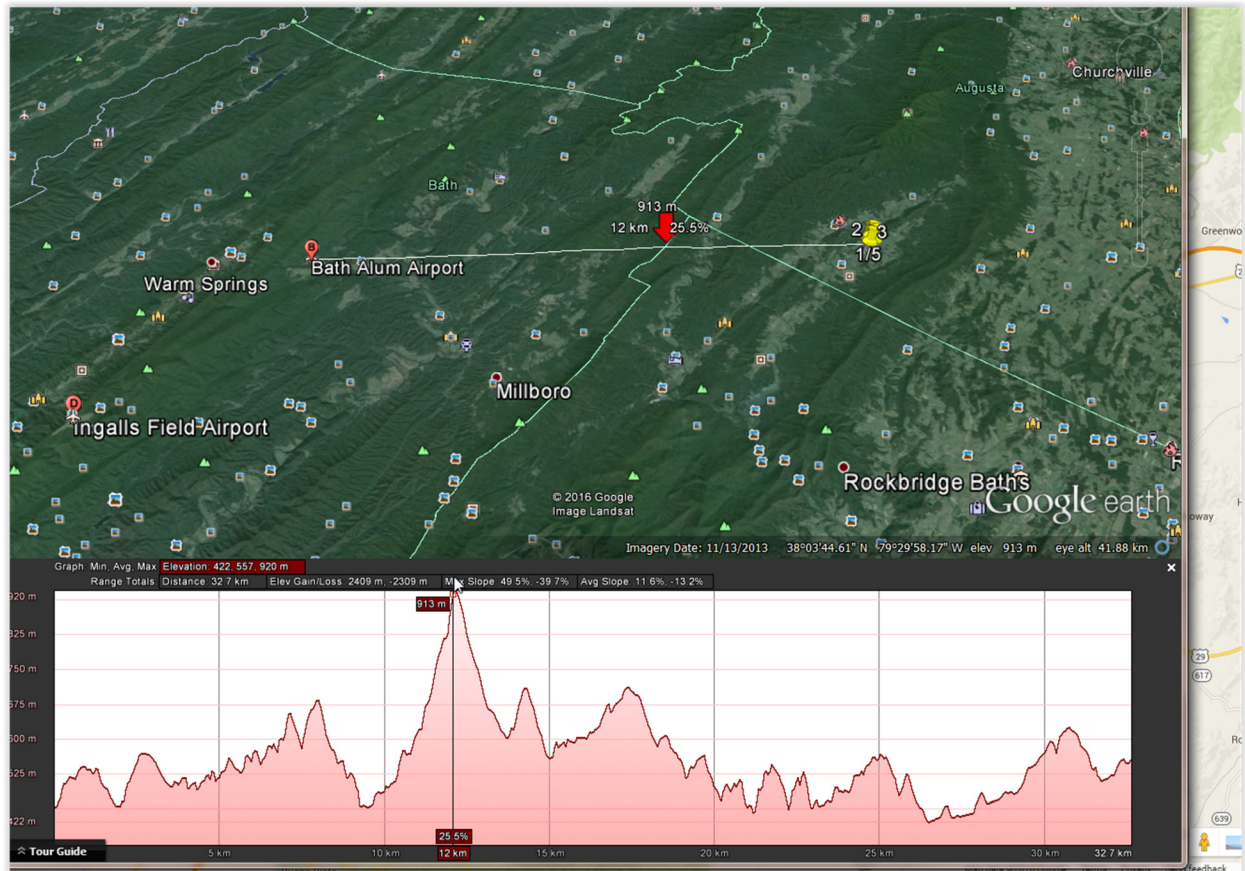 Churchville
Augusta
Bath
913 m
12 km 25.5%
2 3
1/5
Greenwo
B
Bath Alum Airport
Warm Springs
Millboro
D
Ingalls Field Airport
Rockbridge Baths
© 2016 Google
Image Landsat
Google earth
oway
Imagery Date: 11/13/2013 38°03'44.61" N 79°29'58.17" W elev 913 m eye alt 41.88 km
Graph: Min, Avg, Max Elevation: 422, 557, 920 m
Range Totals: Distance: 32.7 km Elev Gain/Loss: 2409 m, -2309 m Max Slope: 49.5%, -39.7% Avg Slope: 11.6%, -13.2%
920 m
913 m
825 m
750 m
29
617
675 m
600 m
Ro
525 m
422 m
639
25.5%
Tour Guide
5 km
10 km
12 km
15 km
20 km
25 km
30 km
32.7 km
feedback